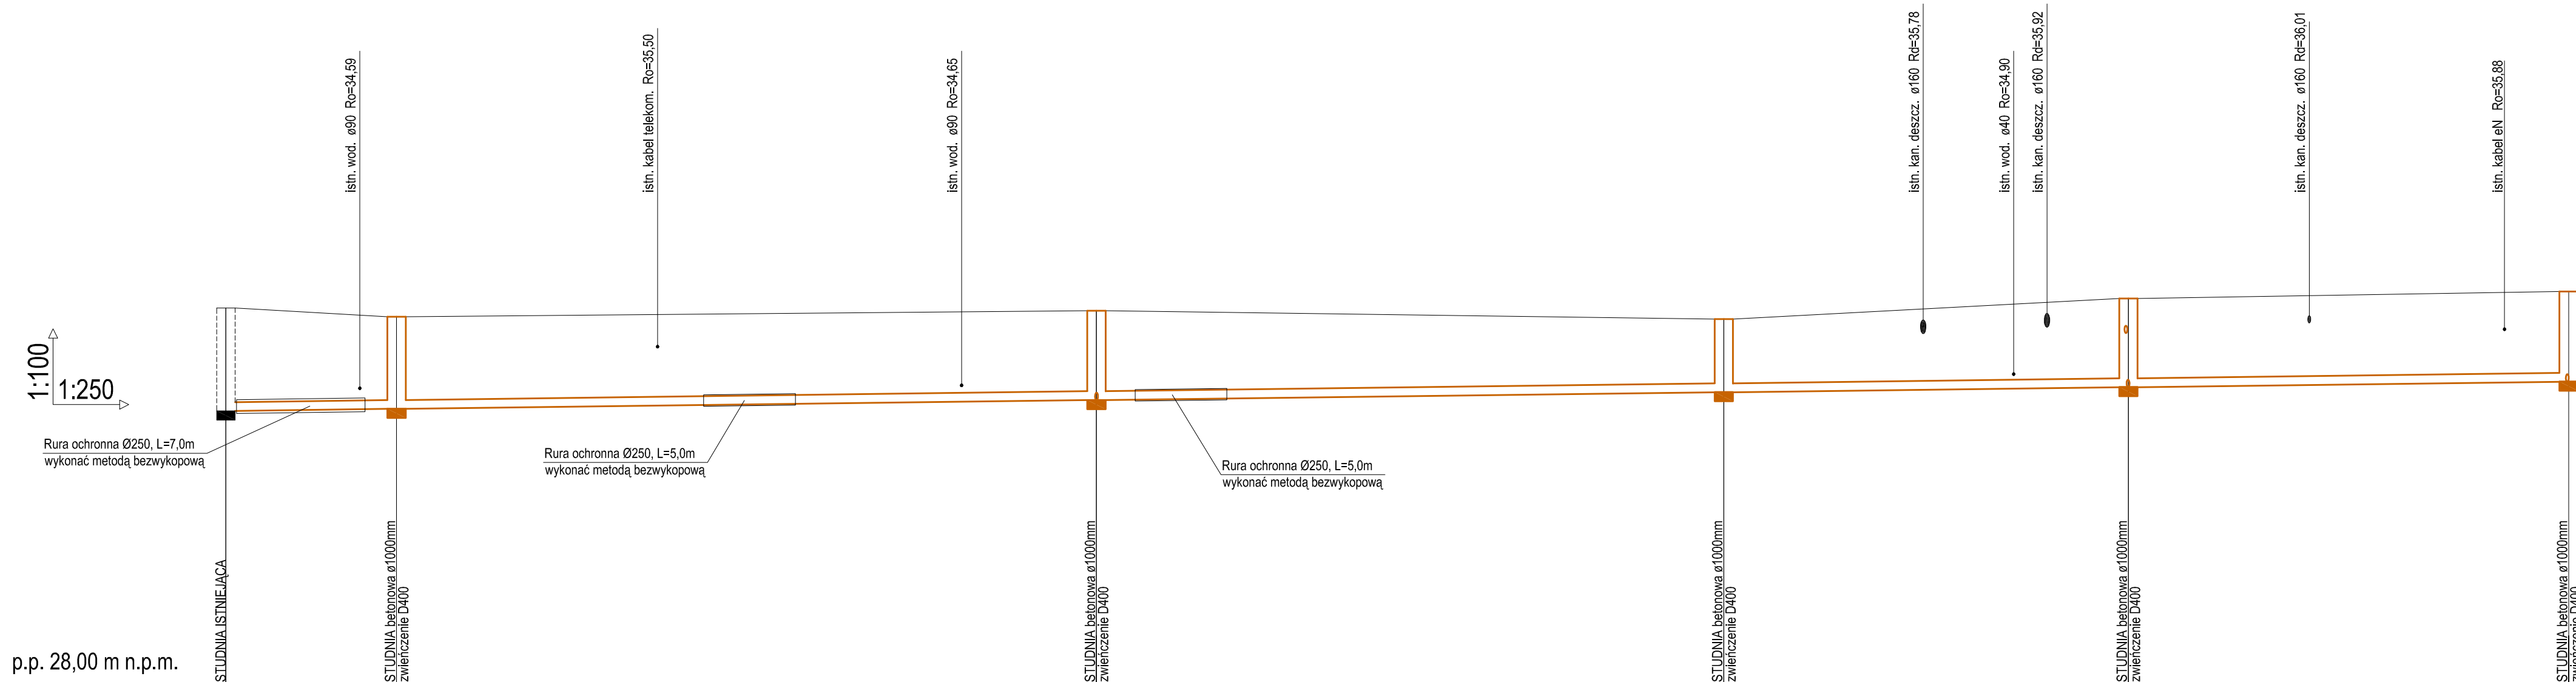 istn. wod.  ø90  Ro=34,59
istn. kabel telekom.  Ro=35,50
istn. wod.  ø90  Ro=34,65
istn. kan. deszcz.  ø160  Rd=35,78
istn. wod.  ø40  Ro=34,90
istn. kan. deszcz.  ø160  Rd=35,92
istn. kan. deszcz.  ø160  Rd=36,01
istn. kabel eN   Ro=35,88
1:100
1:250
Rura ochronna Ø250, L=7,0m
wykonać metodą bezwykopową
Rura ochronna Ø250, L=5,0m
wykonać metodą bezwykopową
Rura ochronna Ø250, L=5,0m
wykonać metodą bezwykopową
STUDNIA ISTNIEJĄCA
STUDNIA betonowa ø1000mm
zwieńczenie D400
STUDNIA betonowa ø1000mm
zwieńczenie D400
STUDNIA betonowa ø1000mm
zwieńczenie D400
STUDNIA betonowa ø1000mm
zwieńczenie D400
STUDNIA betonowa ø1000mm
zwieńczenie D400
p.p. 28,00 m n.p.m.